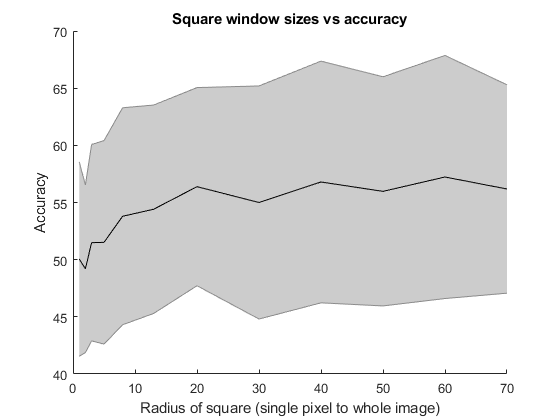 Square window sizes vs accuracy
70
65
60
55
50
45
40
Accuracy
0 10 20 30 40 50 60 70
Radius of square (single pixel to whole image)